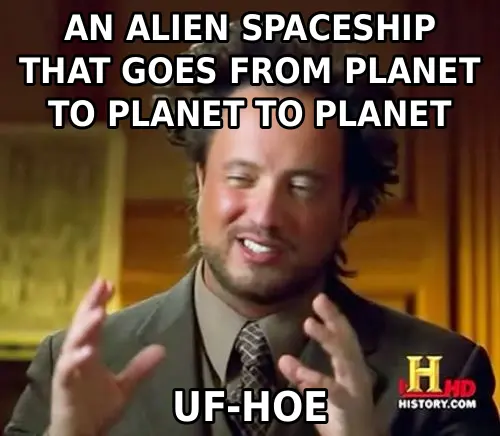 AN ALIEN SPACESHIP
THAT GOES FROM PLANET
TO PLANET TO PLANET
H HD
HISTORY.COM
UF-HOE